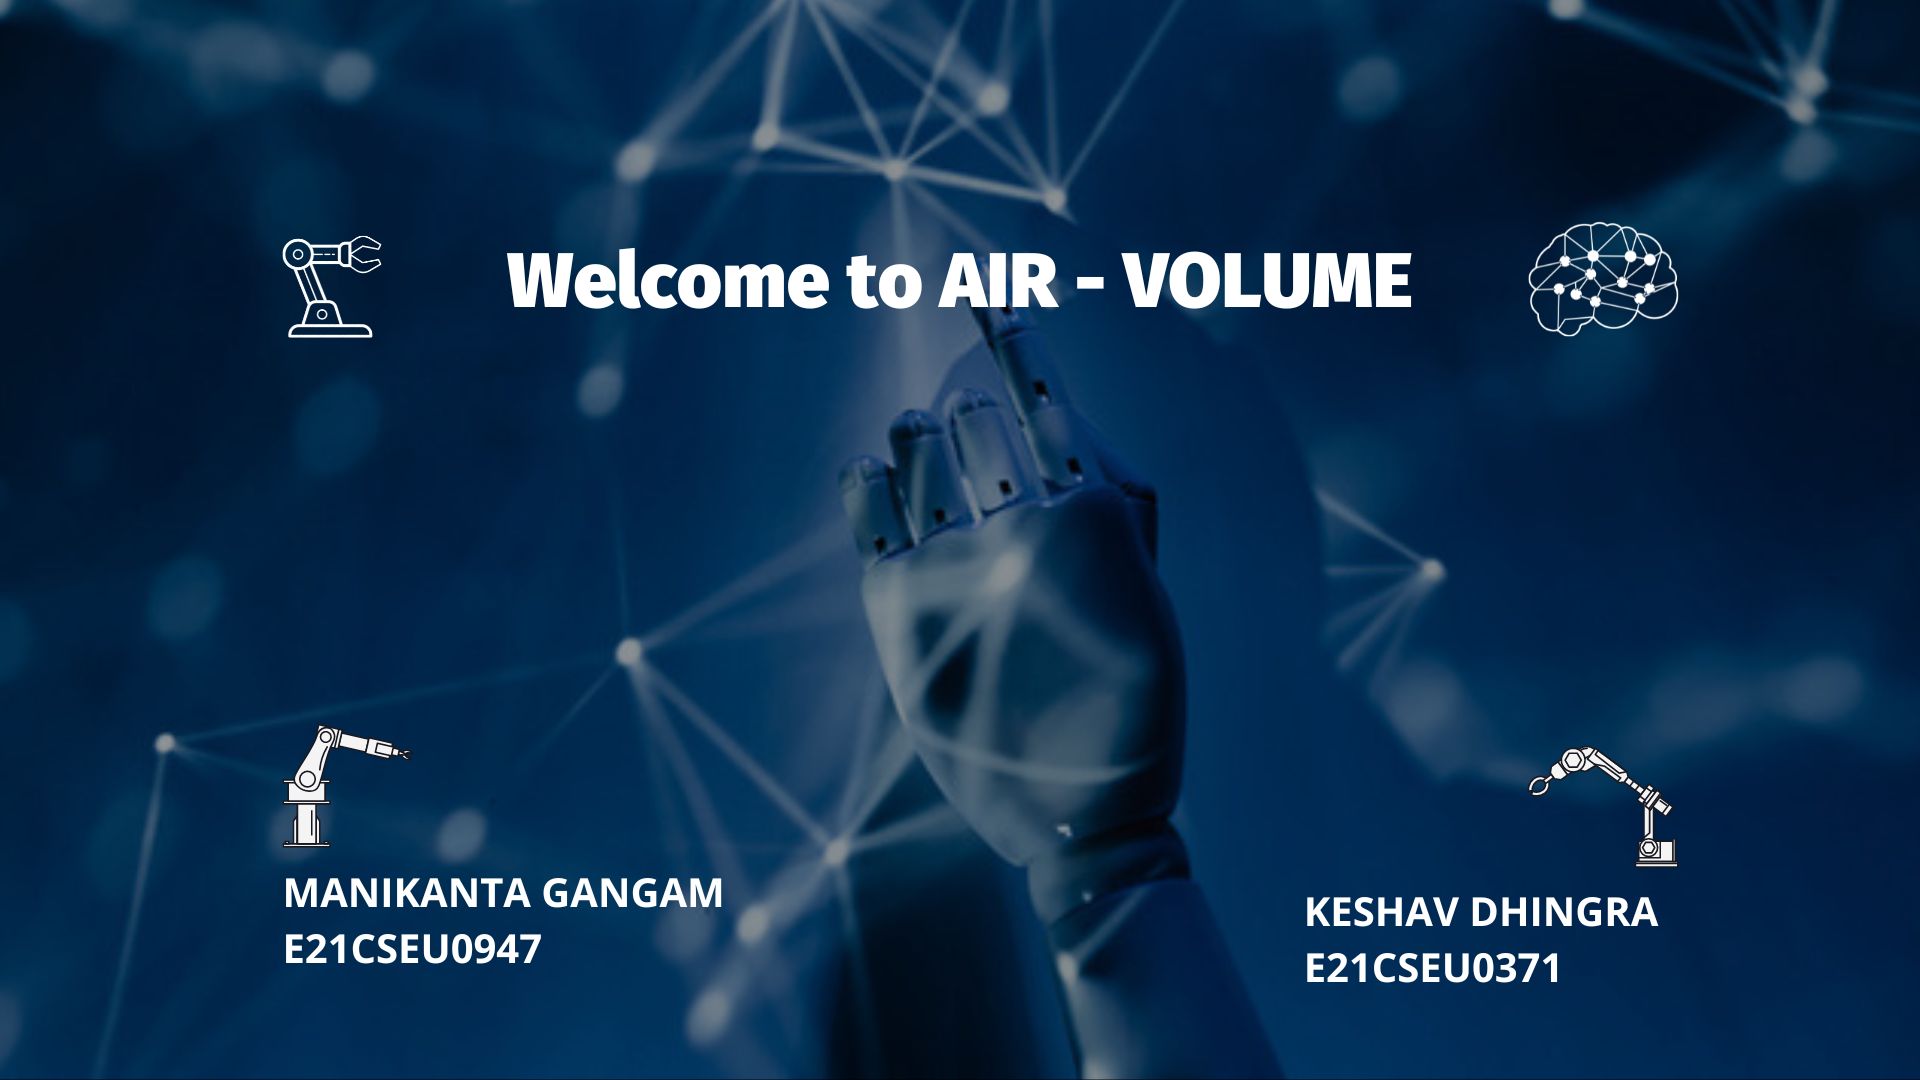 Welcome to AIR - VOLUME
MANIKANTA GANGAM
E21CSEU0947
KESHAV DHINGRA
E21CSEU0371